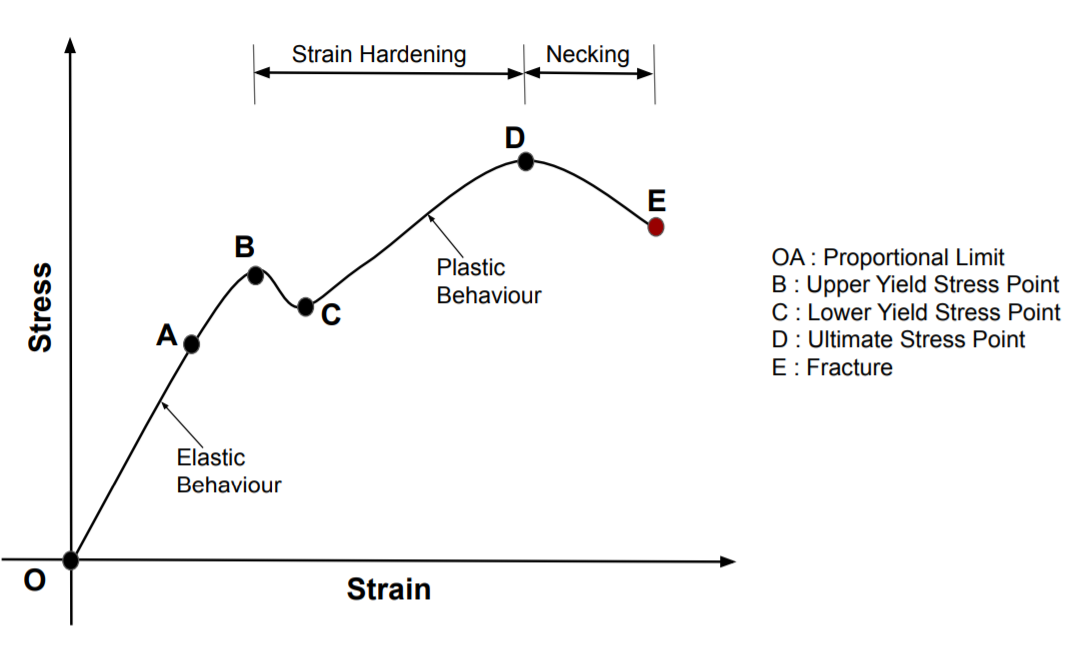 Strain Hardening
Necking
D
E
B
A
C
Plastic
Behaviour
Elastic
Behaviour
Stress
O
Strain
OA : Proportional Limit
B : Upper Yield Stress Point
C : Lower Yield Stress Point
D : Ultimate Stress Point
E : Fracture